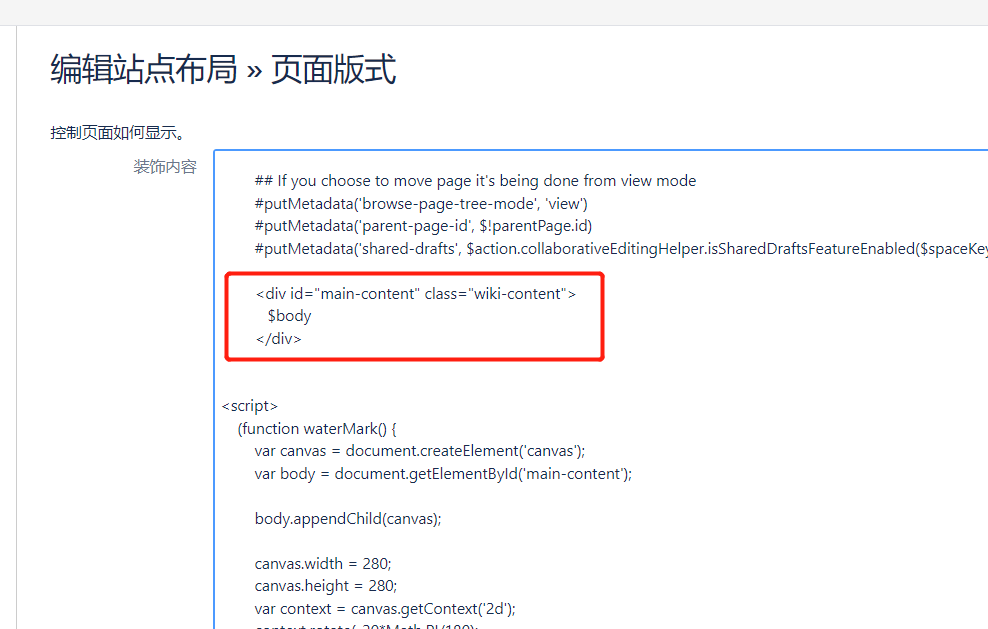 编辑站点布局 » 页面版式
控制页面如何显示。
装饰内容
## If you choose to move page it's being done from view mode
#putMetadata('browse-page-tree-mode', 'view')
#putMetadata('parent-page-id', $!parentPage.id)
#putMetadata('shared-drafts', $action.collaborativeEditingHelper.isSharedDraftsFeatureEnabled($spaceKey
<div id="main-content" class="wiki-content">
$body
</div>
<script>
(function waterMark() {
var canvas = document.createElement('canvas');
var body = document.getElementById('main-content');
body.appendChild(canvas);
canvas.width = 280;
canvas.height = 280;
var context = canvas.getContext('2d');